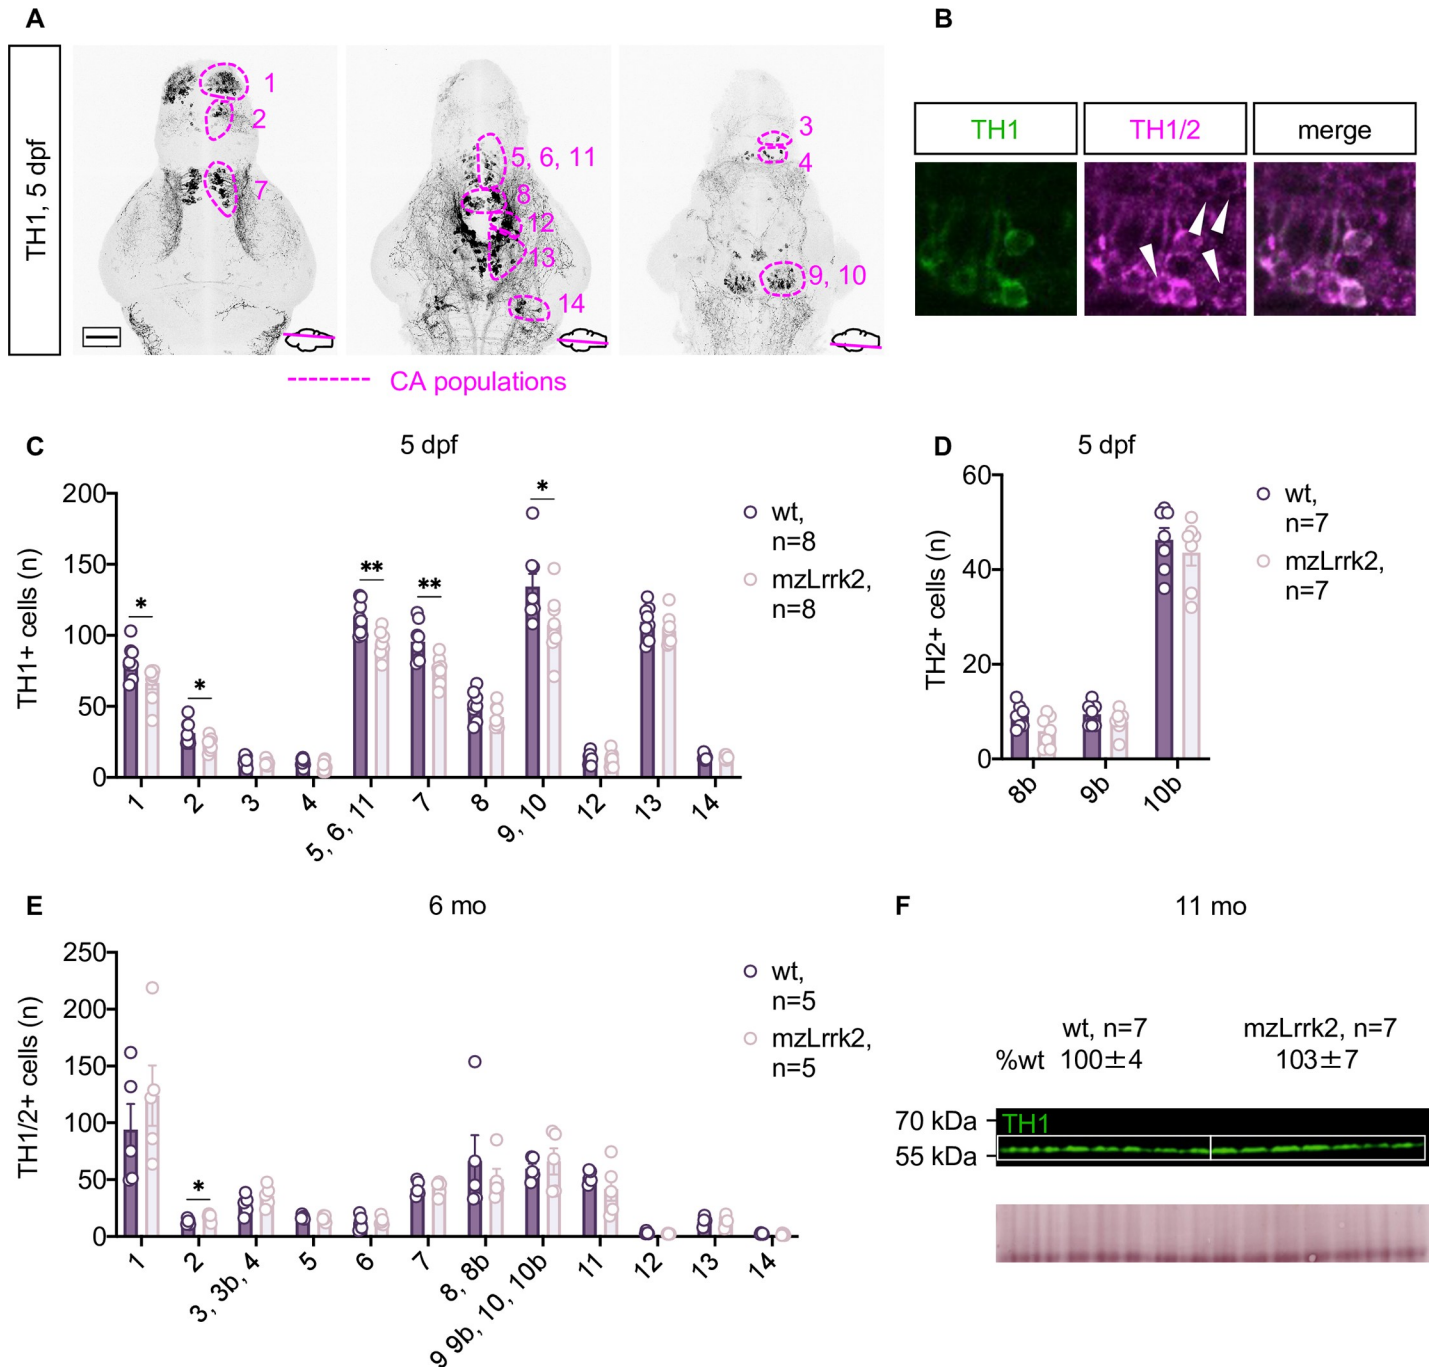 A
TH1, 5 dpf
1
2
7
5, 6, 11
8
12
13
14
3
4
9, 10
CA populations
B
TH1
TH1/2
merge
C
5 dpf
TH1+ cells (n)
200
150
100
50
0
*
*
**
**
*
1
2
3
4
5, 6, 11
7
8
9, 10
12
13
14
wt,
n=8
mzLrrk2,
n=8
D
5 dpf
TH2+ cells (n)
60
40
20
0
8b
9b
10b
wt,
n=7
mzLrrk2,
n=7
E
6 mo
TH1/2+ cells (n)
250
200
150
100
50
0
*
1
2
3, 3b, 4
5
6
7
8, 8b
9 9b, 10, 10b
11
12
13
14
wt,
n=5
mzLrrk2,
n=5
F
11 mo
wt, n=7
mzLrrk2, n=7
%wt 100±4
103±7
70 kDa
TH1
55 kDa